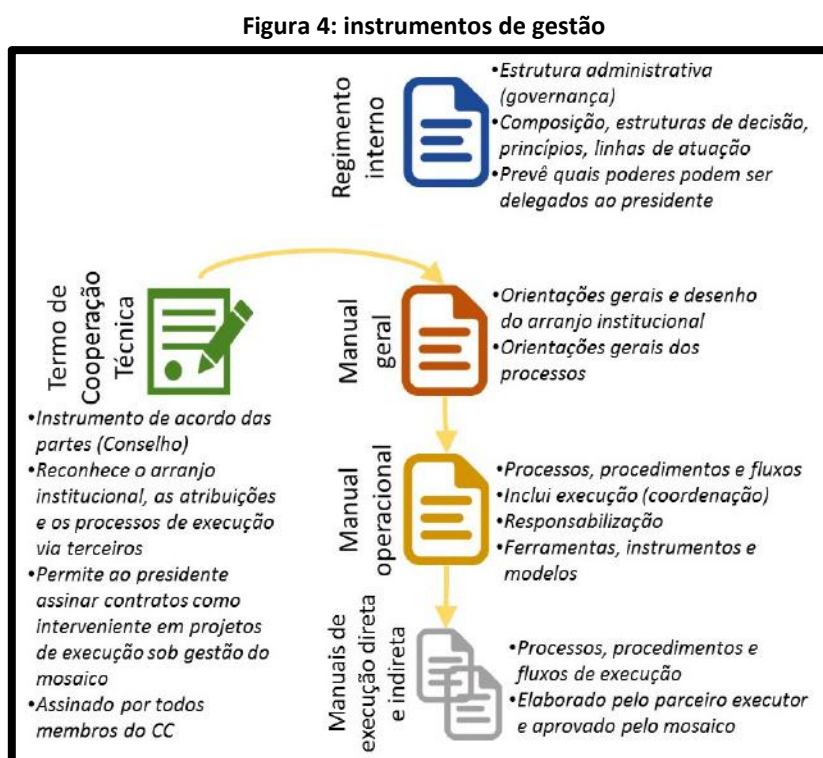 Figura 4: instrumentos de gestão
Regimento
interno
•Estrutura administrativa
(governança)
•Composição, estruturas de decisão,
princípios, linhas de atuação
•Prevê quais poderes podem ser
delegados ao presidente
Termo de
Cooperação
Técnica
•Instrumento de acordo das
partes (Conselho)
•Reconhece o arranjo
institucional, as atribuições
e os processos de execução
via terceiros
•Permite ao presidente
assinar contratos como
interveniente em projetos
de execução sob gestão do
mosaico
•Assinado por todos
membros do CC
Manual
geral
•Orientações gerais e desenho
do arranjo institucional
•Orientações gerais dos
processos
Manual
operacional
•Processos, procedimentos e fluxos
•Inclui execução (coordenação)
•Responsabilização
•Ferramentas, instrumentos e
modelos
Manuais de
execução direta
e indireta
•Processos, procedimentos e
fluxos de execução
•Elaborado pelo parceiro executor
e aprovado pelo mosaico